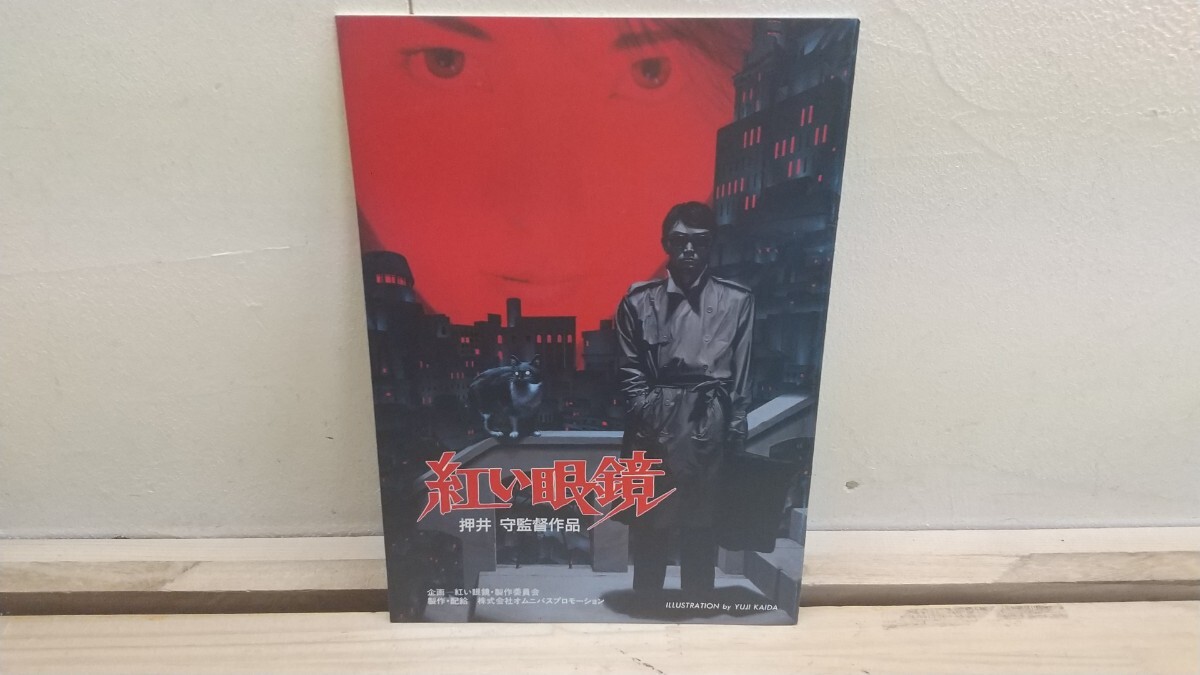 紅い眼鏡
押井 守監督作品
企画―紅い眼鏡・製作委員会
製作・配給―株式会社オムニバスプロモーション
ILLUSTRATION by YUJI KAIDA